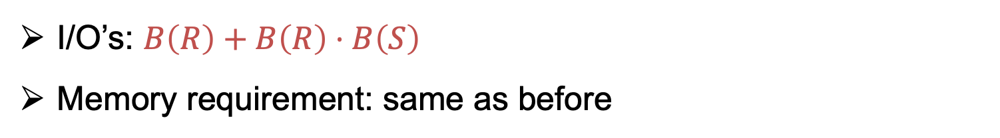 ➢ I/O’s: B(R) + B(R) · B(S)
➢ Memory requirement: same as before